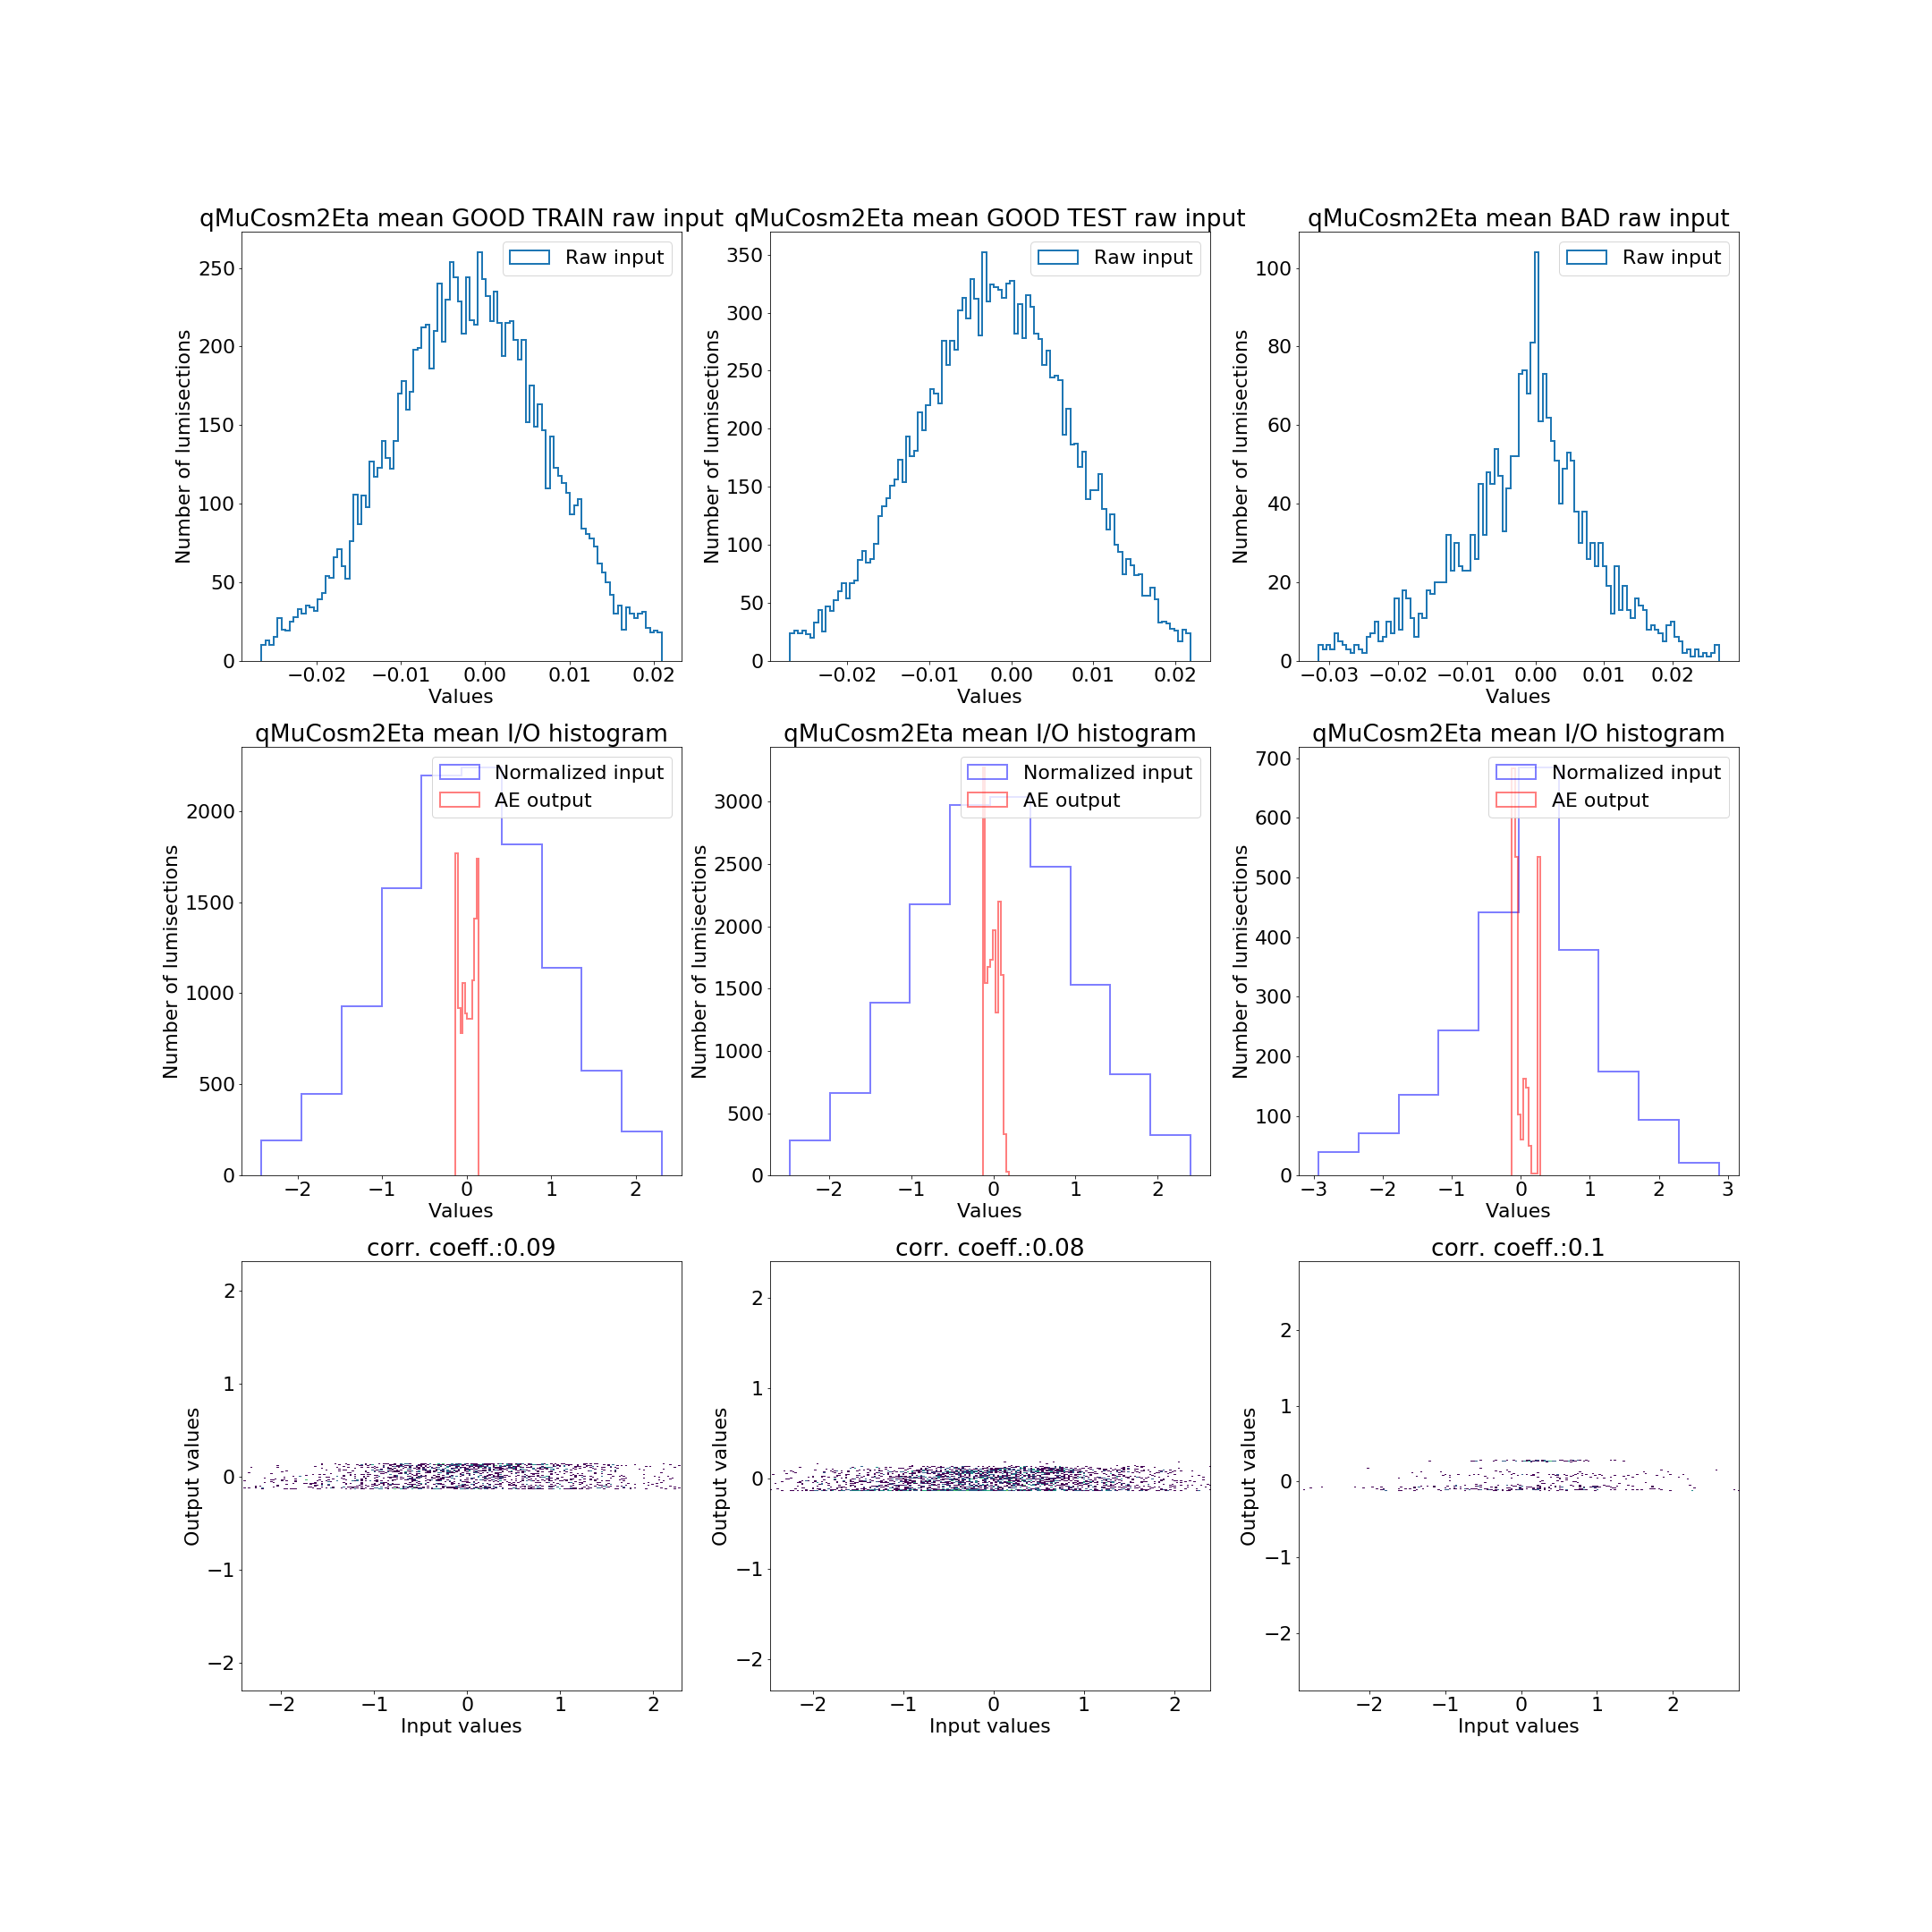 qMuCosm2Eta mean GOOD TRAIN raw input
qMuCosm2Eta mean GOOD TEST raw input
qMuCosm2Eta mean BAD raw input
Raw input
Raw input
Raw input
Number of lumisections
250
200
150
100
50
0
−0.02 −0.01 0.00 0.01 0.02
Values
Number of lumisections
350
300
250
200
150
100
50
0
−0.02 −0.01 0.00 0.01 0.02
Values
Number of lumisections
100
80
60
40
20
0
−0.03 −0.02 −0.01 0.00 0.01 0.02
Values
qMuCosm2Eta mean I/O histogram
Normalized input
AE output
Number of lumisections
2000
1500
1000
500
0
−2 −1 0 1 2
Values
qMuCosm2Eta mean I/O histogram
Normalized input
AE output
Number of lumisections
3000
2500
2000
1500
1000
500
0
−2 −1 0 1 2
Values
qMuCosm2Eta mean I/O histogram
Normalized input
AE output
Number of lumisections
700
600
500
400
300
200
100
0
−3 −2 −1 0 1 2 3
Values
corr. coeff.:0.09
Output values
2
1
0
−1
−2
−2 −1 0 1 2
Input values
corr. coeff.:0.08
Output values
2
1
0
−1
−2
−2 −1 0 1 2
Input values
corr. coeff.:0.1
Output values
2
1
0
−1
−2
−2 −1 0 1 2
Input values